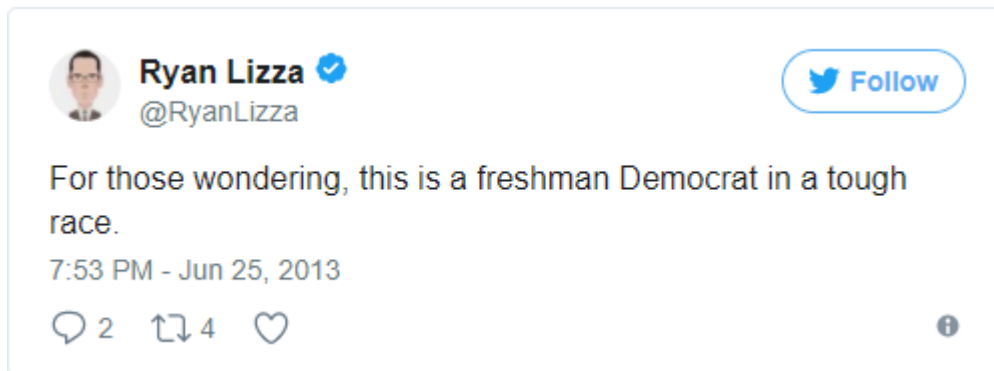 Ryan Lizza
@RyanLizza
Follow
For those wondering, this is a freshman Democrat in a tough
race.
7:53 PM - Jun 25, 2013
2 4